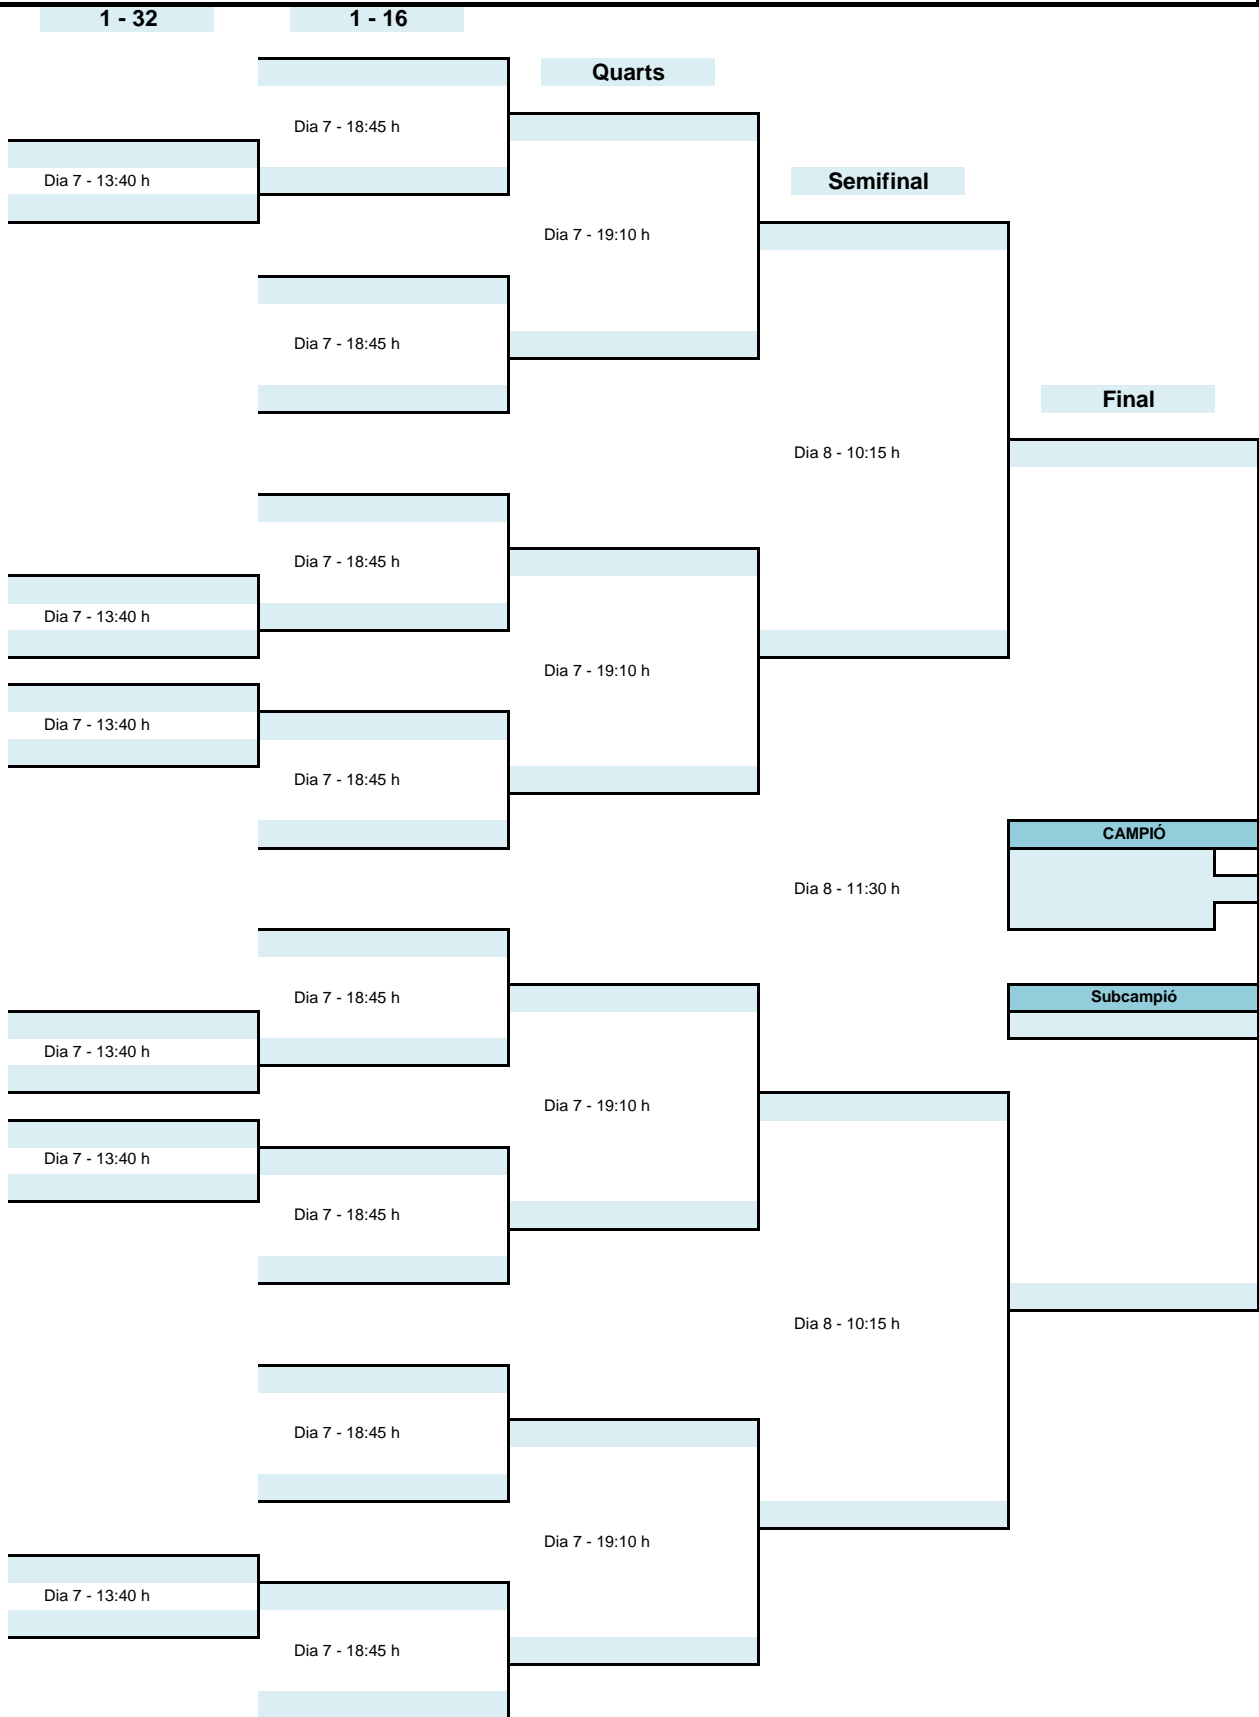 1 - 32
1 - 16
Quarts
Dia 7 - 18:45 h
Dia 7 - 13:40 h
Semifinal
Dia 7 - 19:10 h
Dia 7 - 18:45 h
Final
Dia 8 - 10:15 h
Dia 7 - 18:45 h
Dia 7 - 13:40 h
Dia 7 - 19:10 h
Dia 7 - 13:40 h
Dia 7 - 18:45 h
CAMPIÓ
Dia 8 - 11:30 h
Dia 7 - 18:45 h
Subcampió
Dia 7 - 13:40 h
Dia 7 - 19:10 h
Dia 7 - 13:40 h
Dia 7 - 18:45 h
Dia 8 - 10:15 h
Dia 7 - 18:45 h
Dia 7 - 19:10 h
Dia 7 - 13:40 h
Dia 7 - 18:45 h